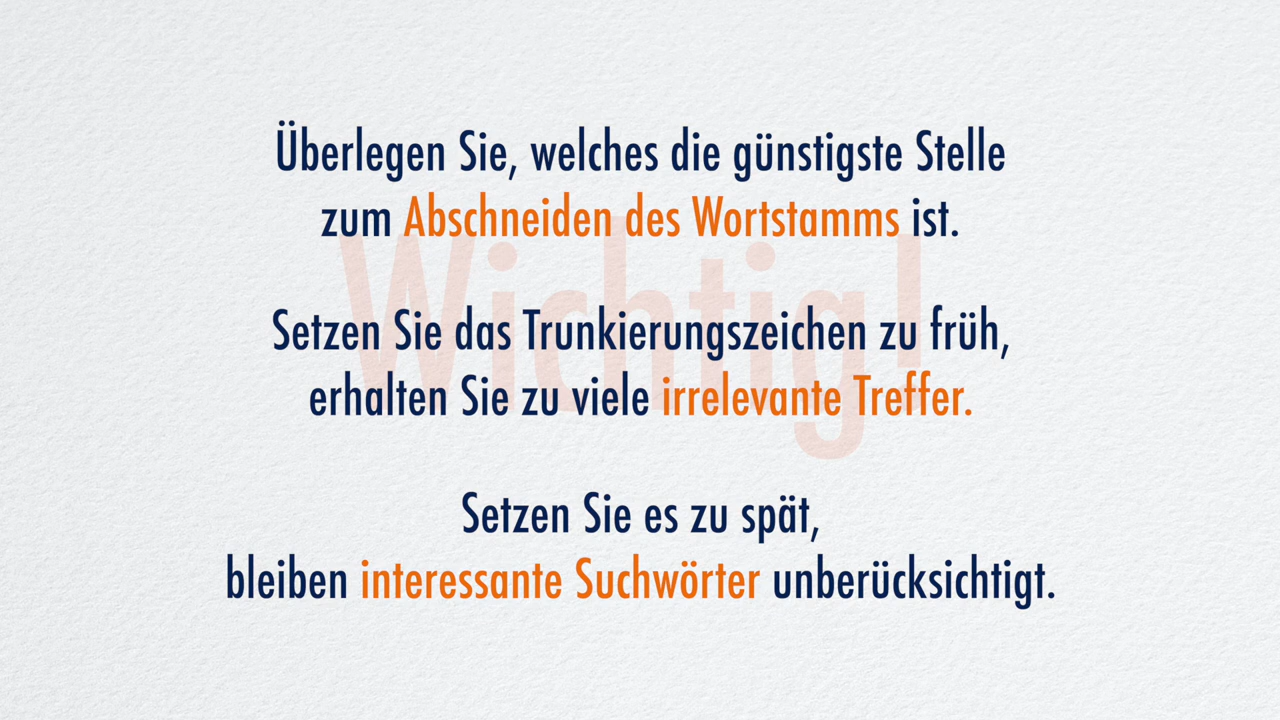 Überlegen Sie, welches die günstigste Stelle
zum Abschneiden des Wortstamms ist.
Wichtig!
Setzen Sie das Trunkierungszeichen zu früh,
erhalten Sie zu viele irrelevante Treffer.
Setzen Sie es zu spät,
bleiben interessante Suchwörter unberücksichtigt.